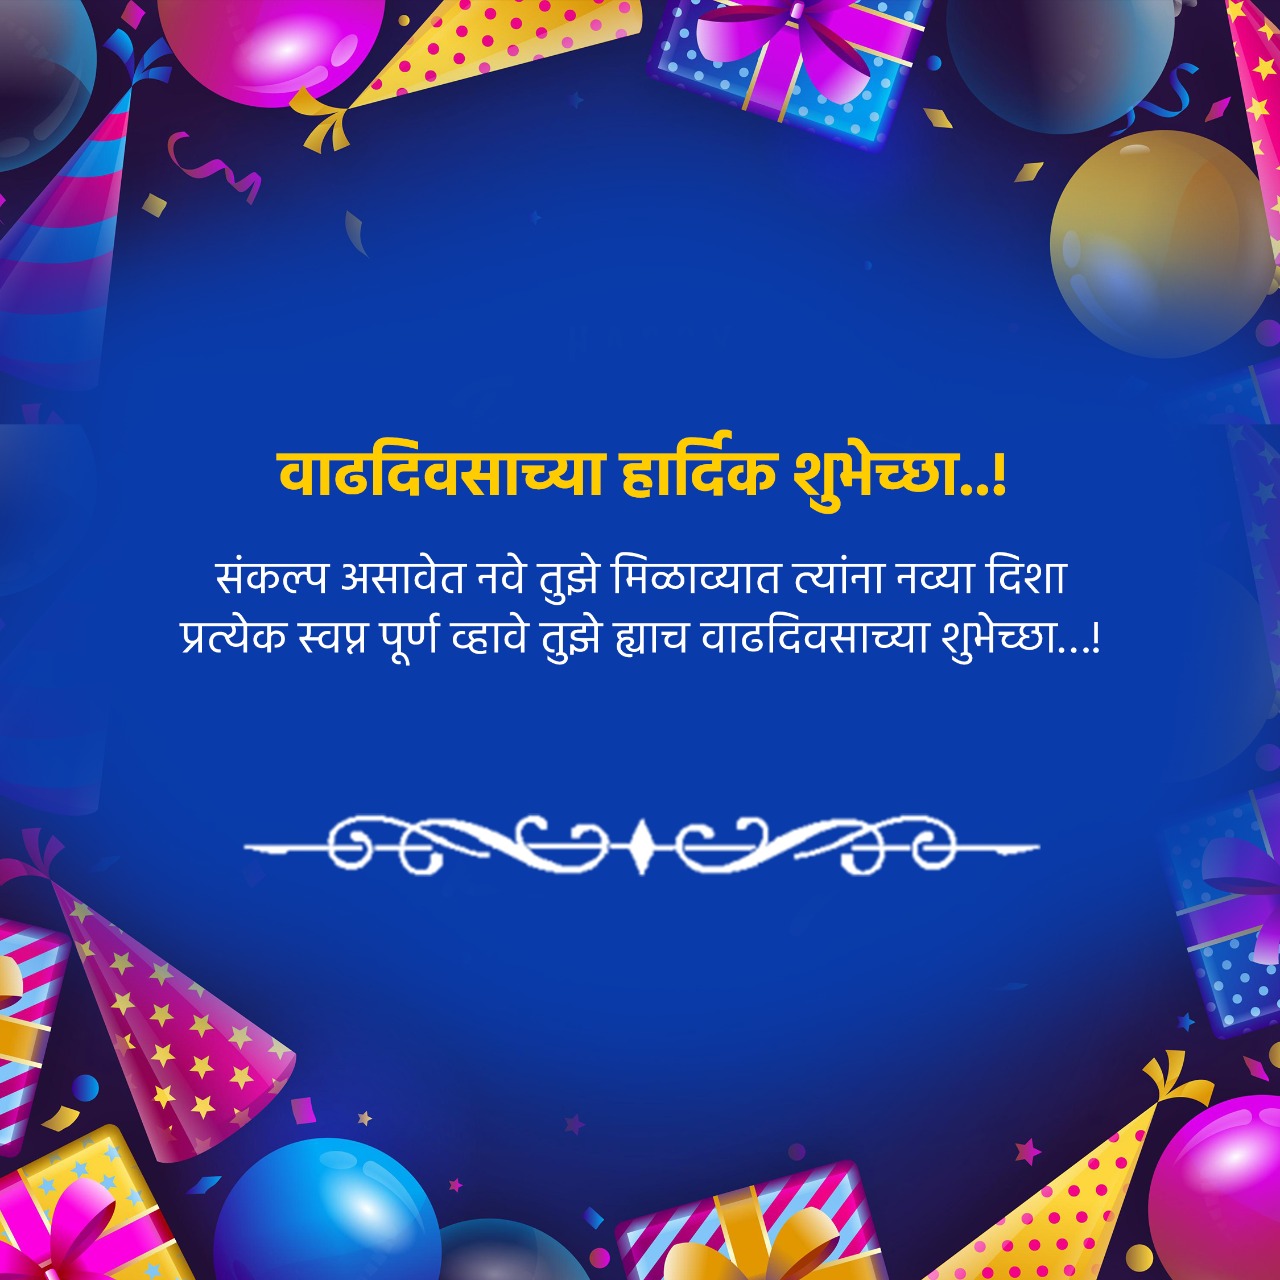 वाढदिवसाच्या हार्दिक शुभेच्छा..!
संकल्प असावेत नवे तुझे मिळाव्यात त्यांना नव्या दिशा
प्रत्येक स्वप्न पूर्ण व्हावे तुझे ह्याच वाढदिवसाच्या शुभेच्छा...!